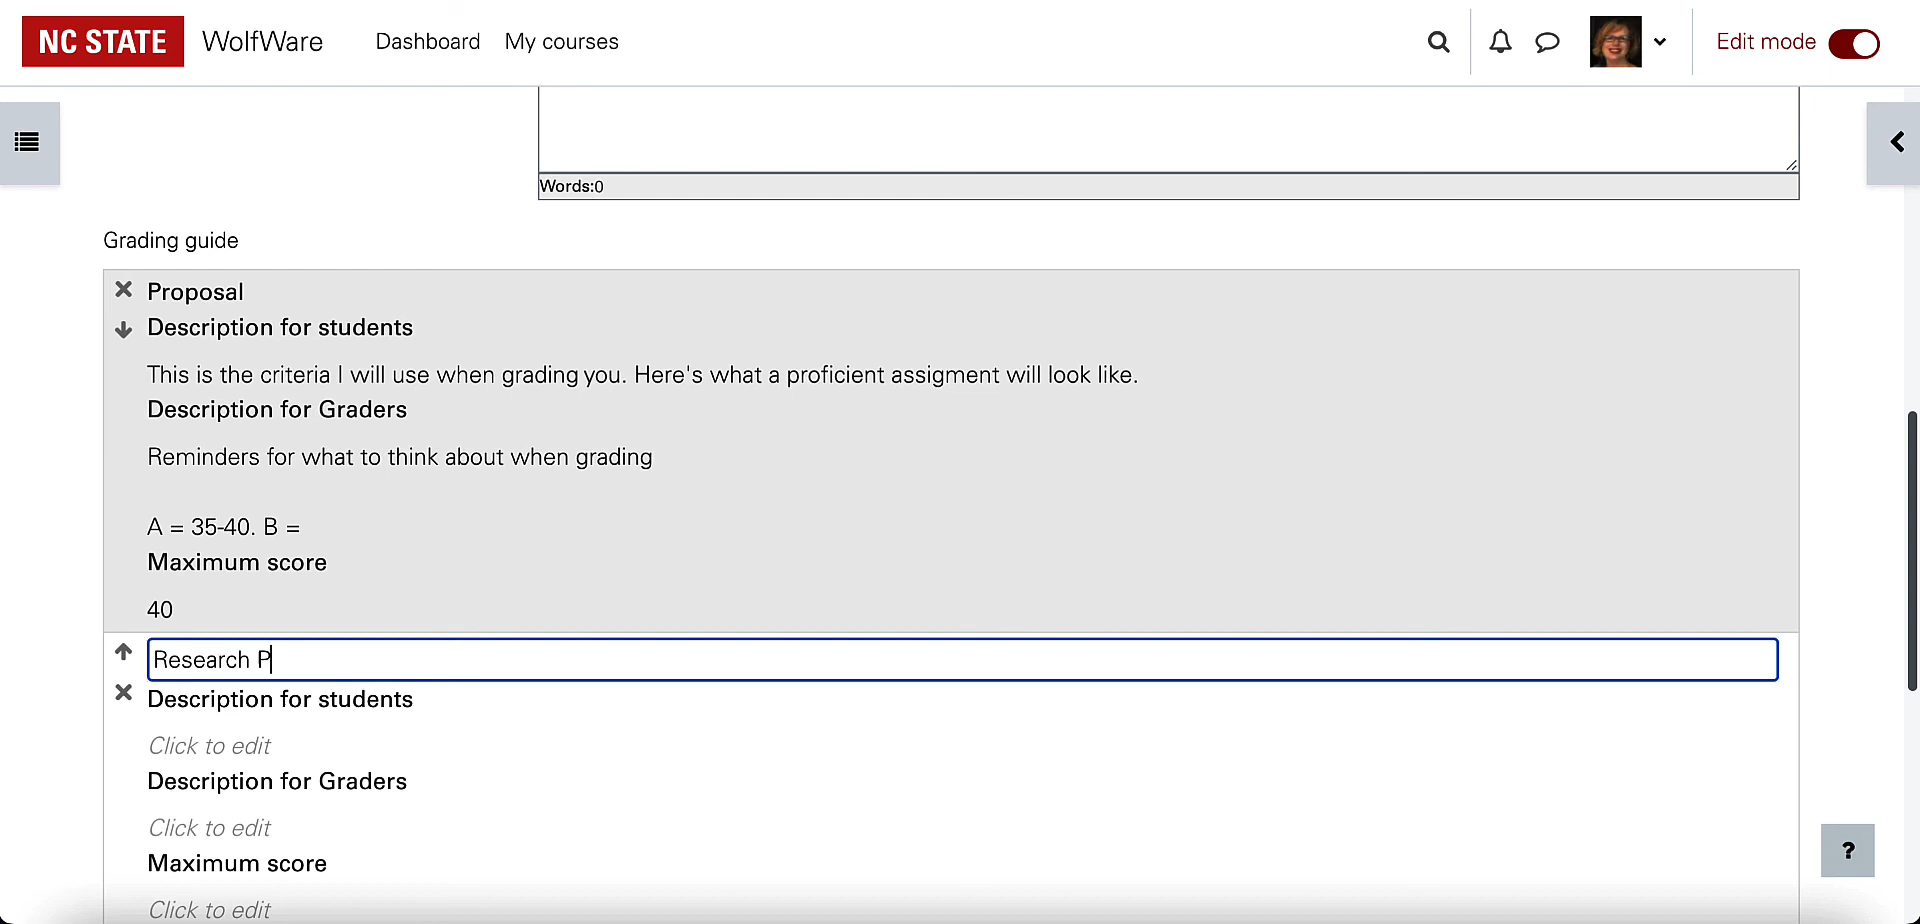 NC STATE WolfWare Dashboard My courses Edit mode
Words:0
Grading guide
Proposal
Description for students
This is the criteria I will use when grading you. Here's what a proficient assigment will look like.
Description for Graders
Reminders for what to think about when grading
A = 35-40. B =
Maximum score
40
Research P
Description for students
Click to edit
Description for Graders
Click to edit
Maximum score
Click to edit
?